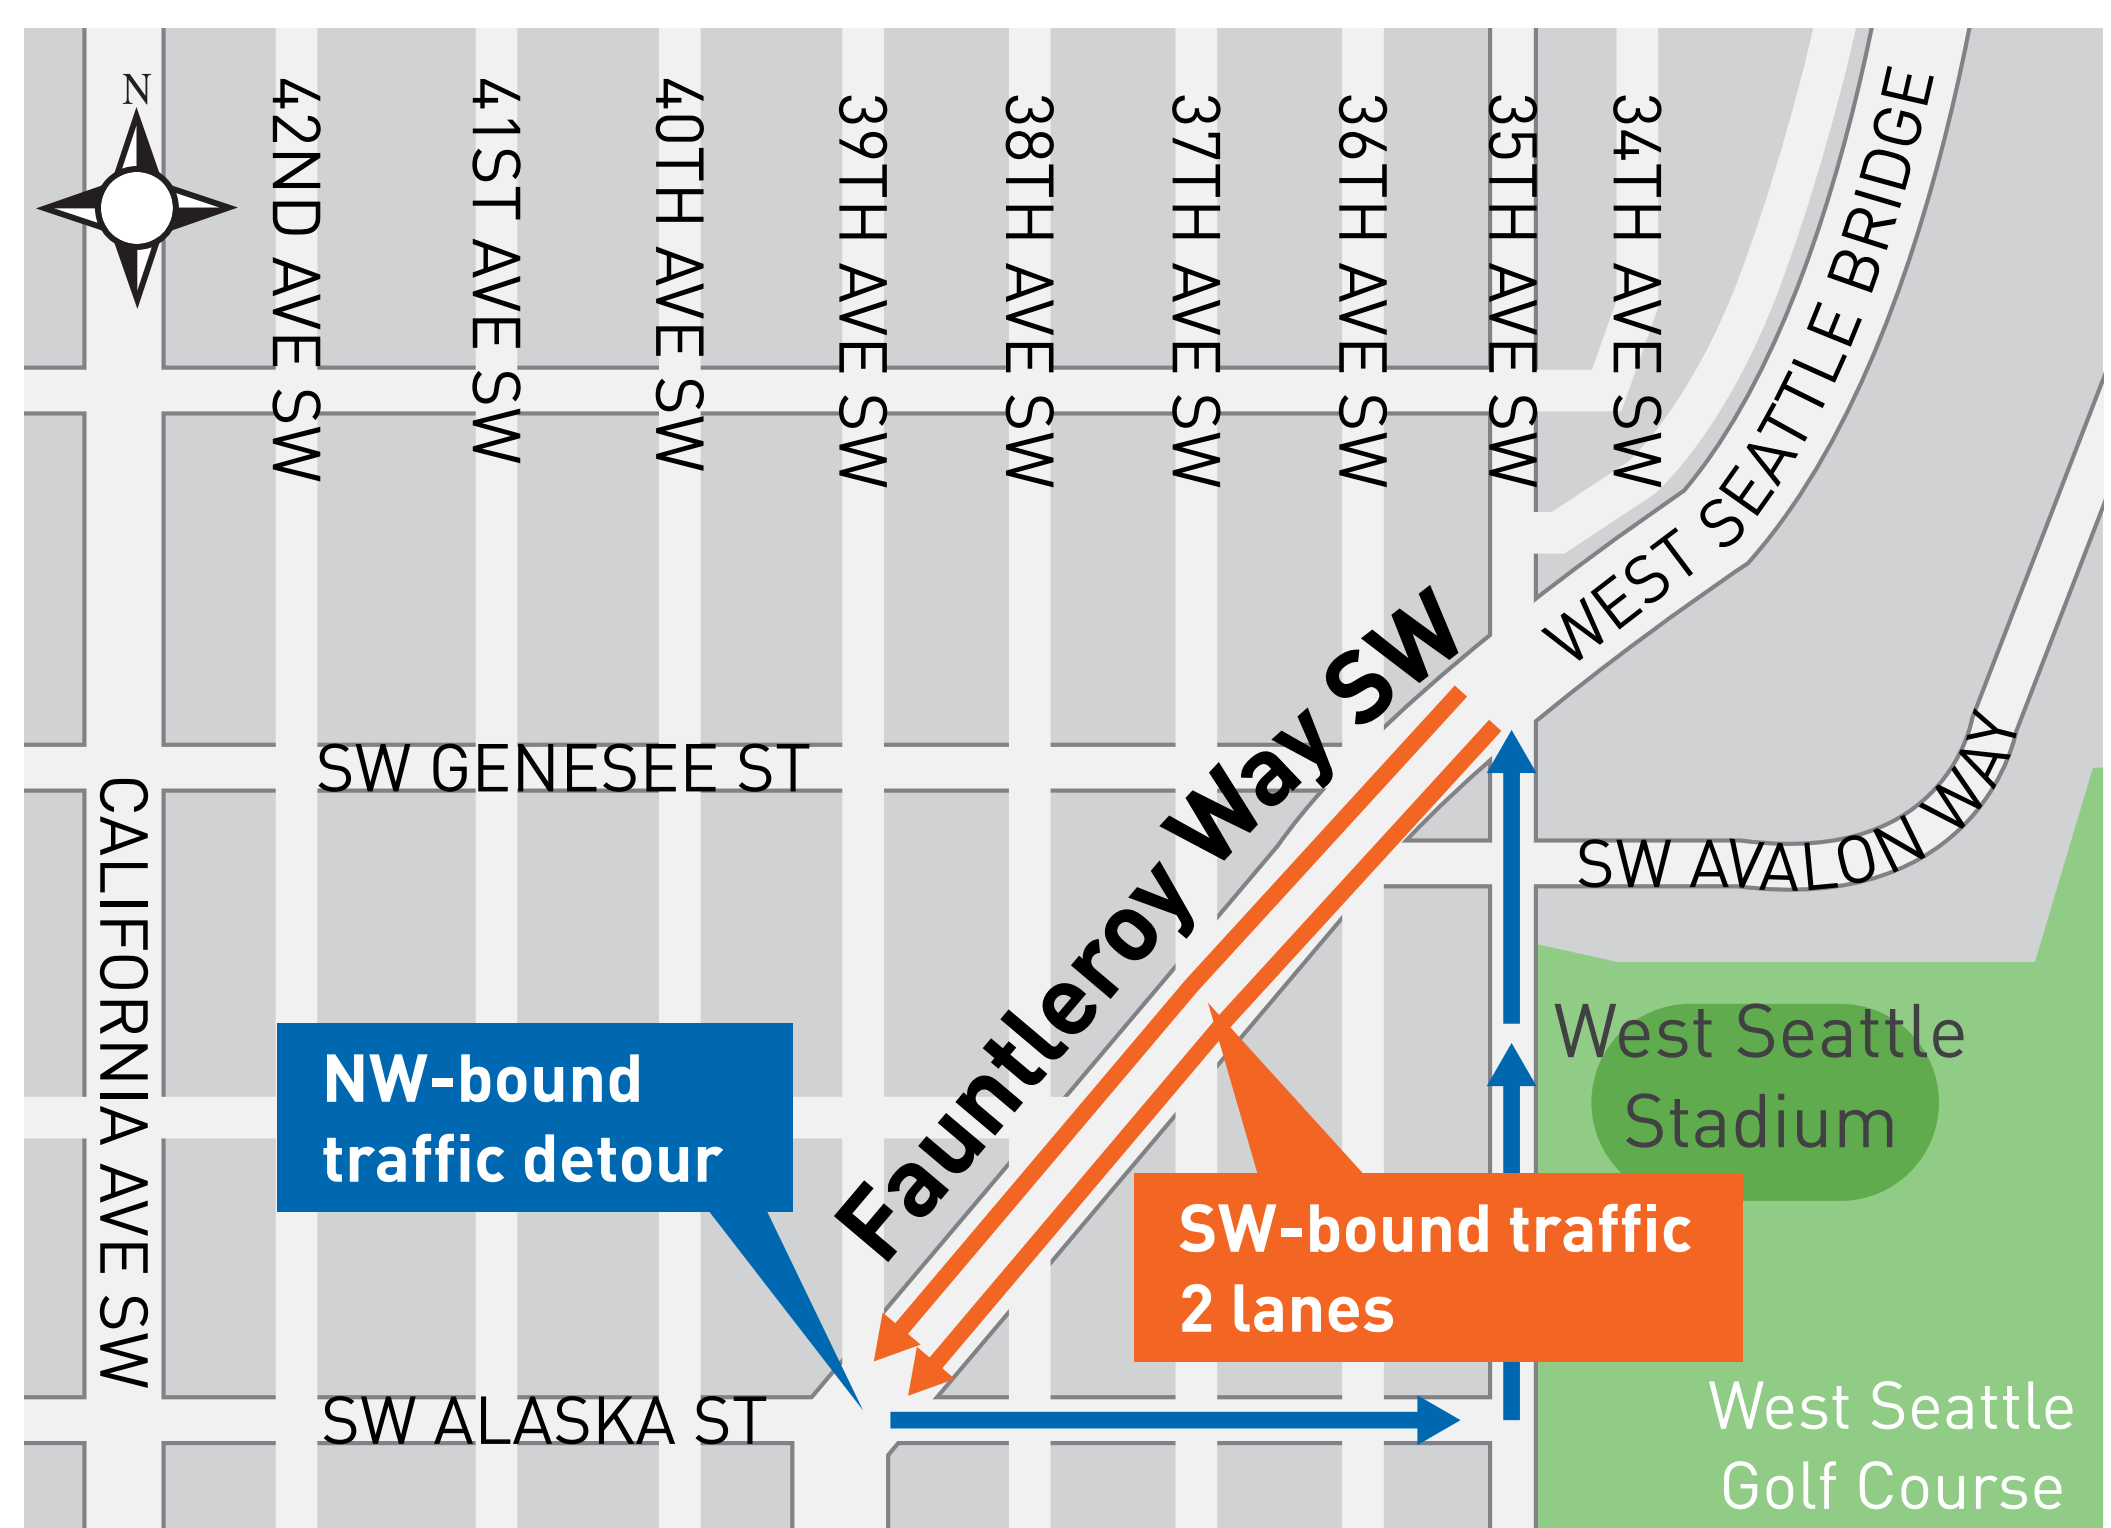 N
42ND AVE SW
41ST AVE SW
40TH AVE SW
39TH AVE SW
38TH AVE SW
37TH AVE SW
36TH AVE SW
35TH AVE SW
34TH AVE SW
WEST SEATTLE BRIDGE
Fauntleroy Way SW
SW GENESEE ST
CALIFORNIA AVE SW
SW AVALON WAY
West Seattle
Stadium
NW-bound
traffic detour
SW-bound traffic
2 lanes
SW ALASKA ST
West Seattle
Golf Course